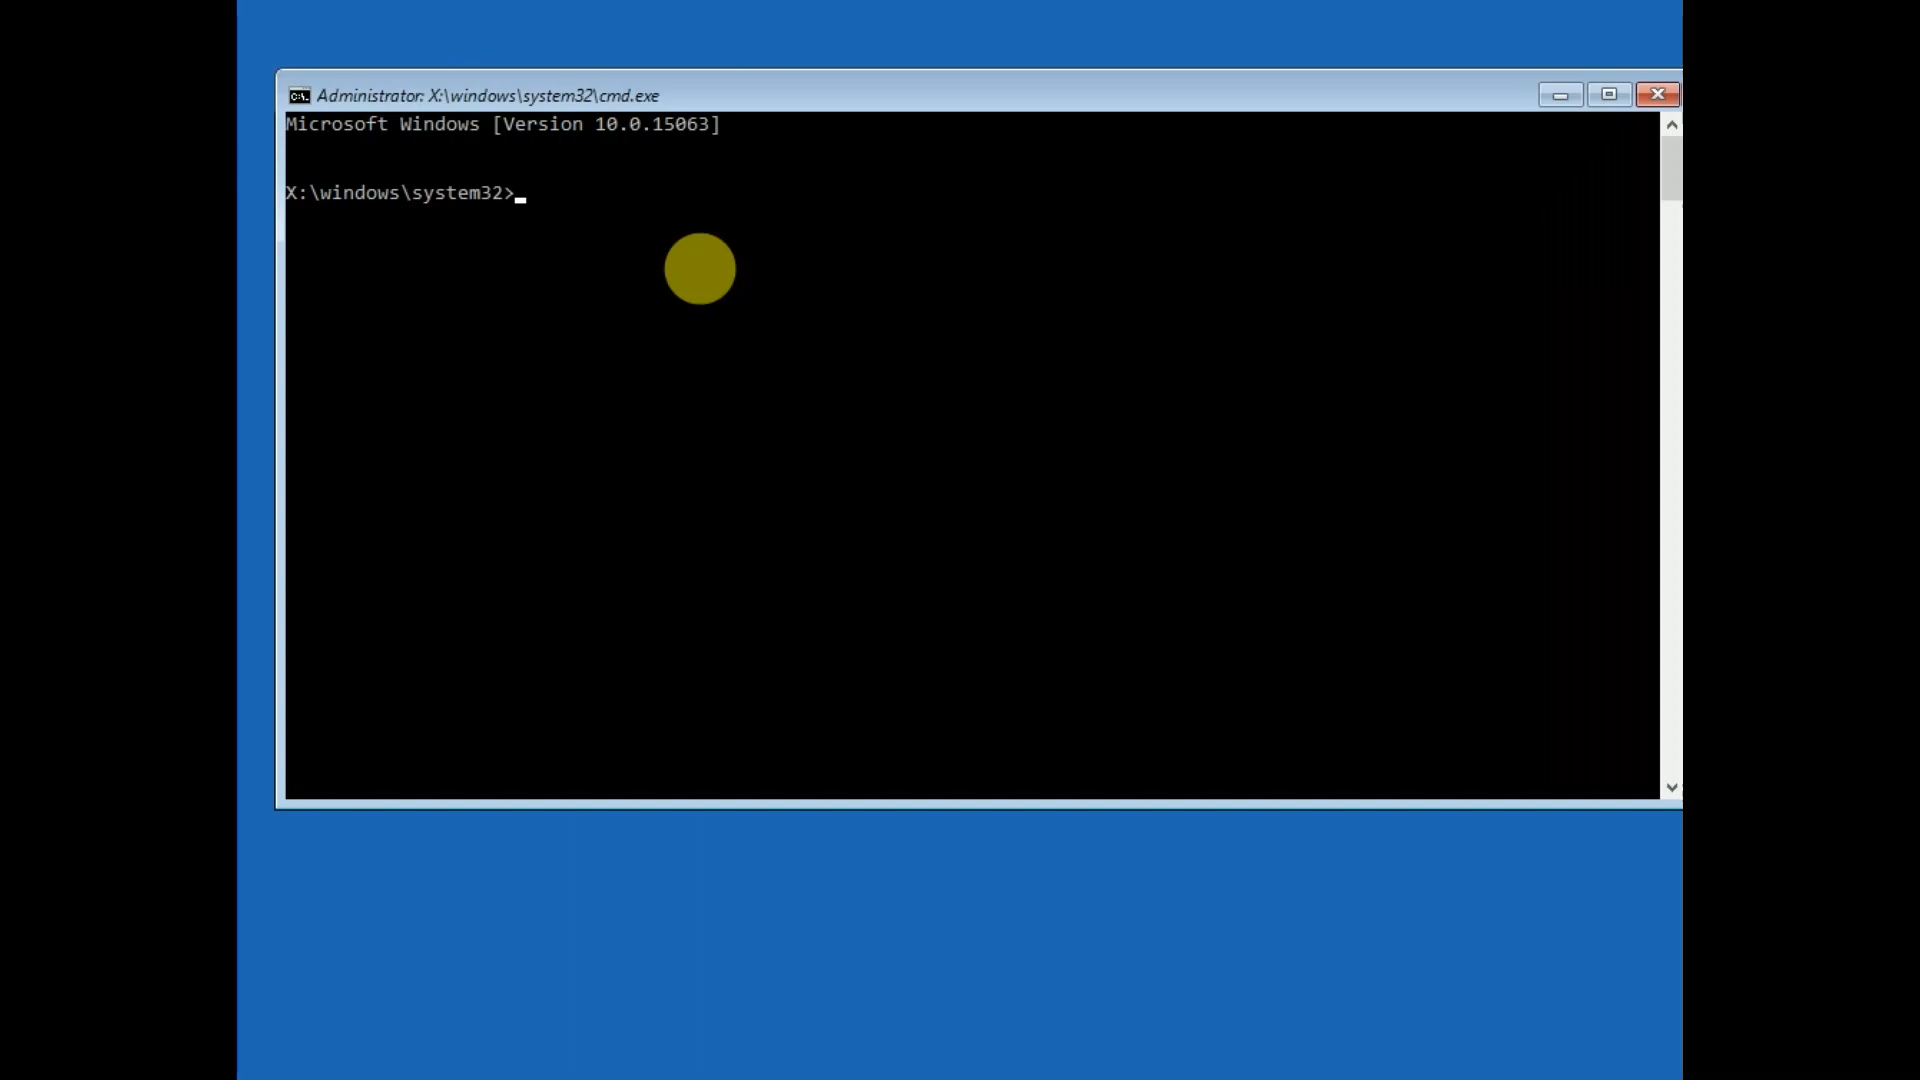 Administrator: X:\windows\system32\cmd.exe
Microsoft Windows [Version 10.0.15063]
X:\windows\system32>